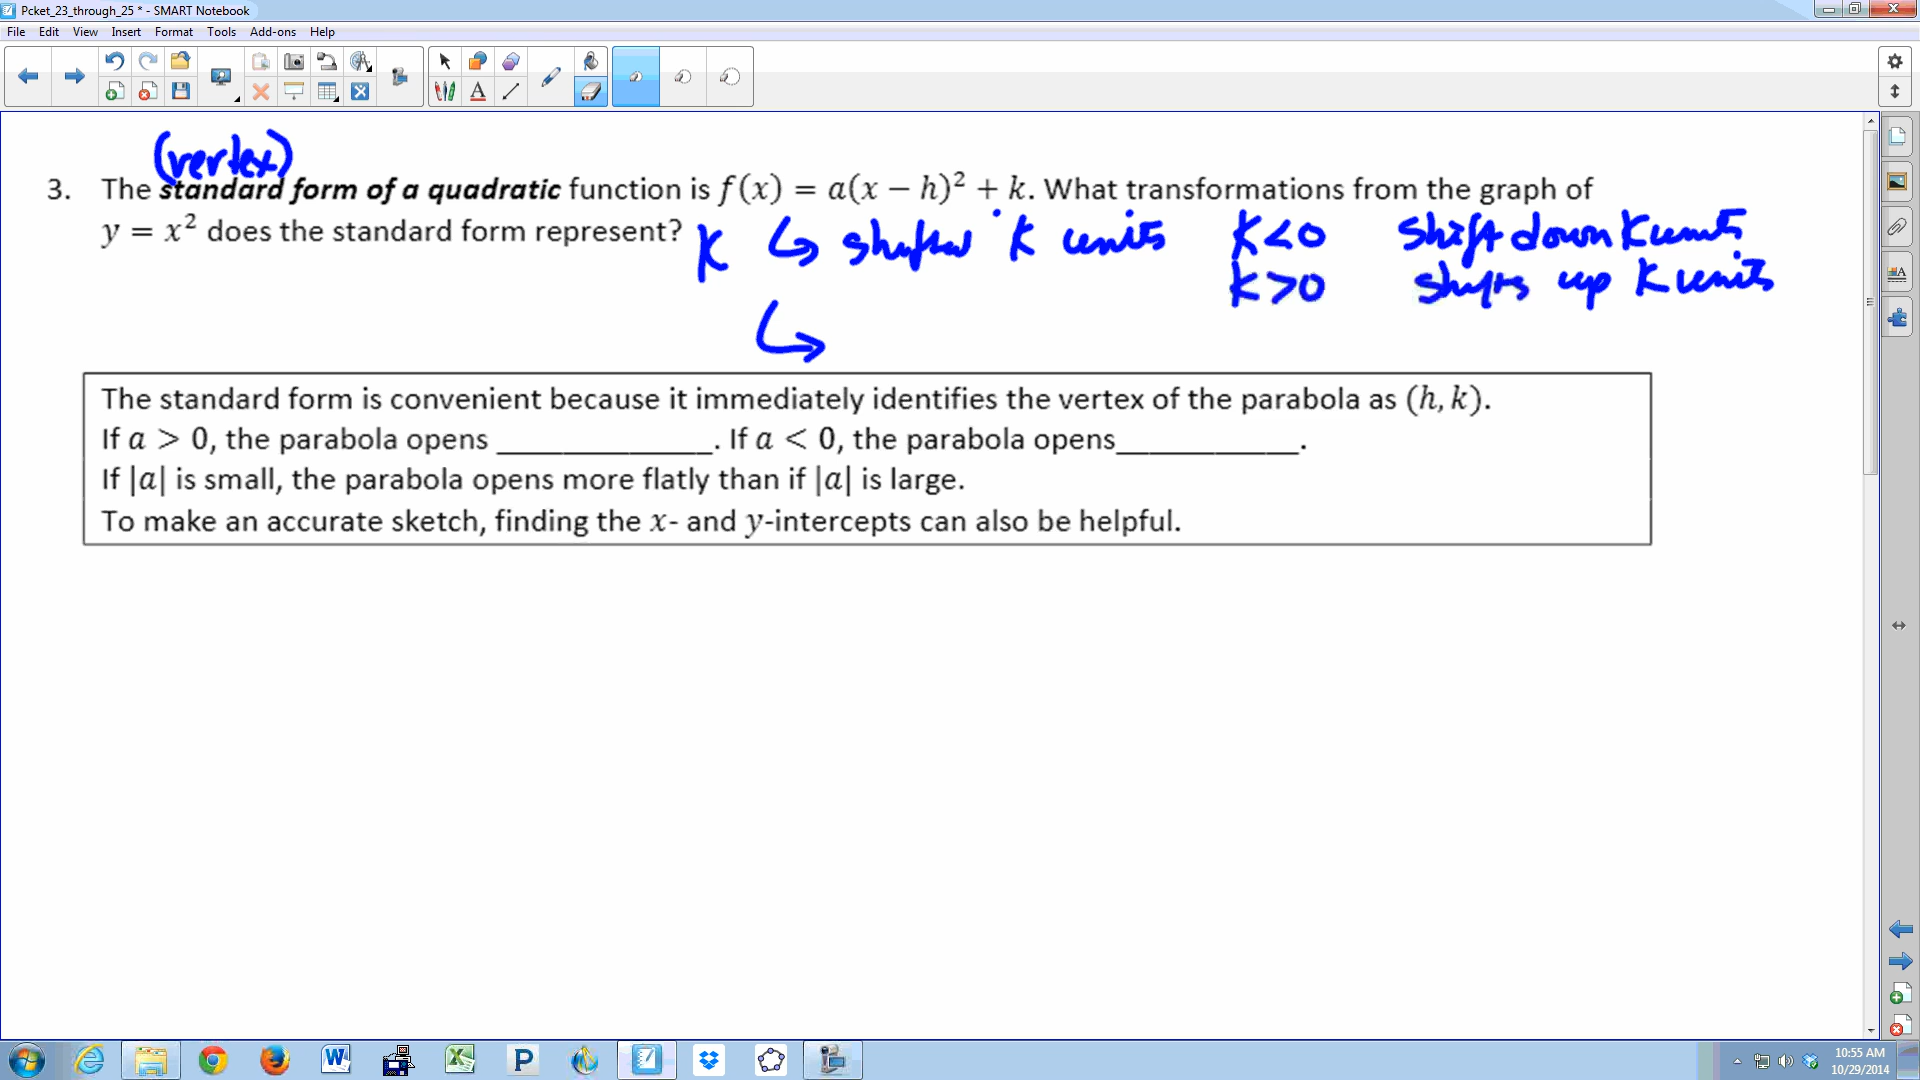 Pcket_23_through_25 * - SMART Notebook
File Edit View Insert Format Tools Add-ons Help
(vertex)
3. The standard form of a quadratic function is f(x) = a(x − h)² + k. What transformations from the graph of
y = x² does the standard form represent?
K ↳ shifted k units K<0 Shift down K units
k>0 shifts up K units
↳
The standard form is convenient because it immediately identifies the vertex of the parabola as (h, k).
If a > 0, the parabola opens _____________. If a < 0, the parabola opens___________.
If |a| is small, the parabola opens more flatly than if |a| is large.
To make an accurate sketch, finding the x- and y-intercepts can also be helpful.
10:55 AM
10/29/2014